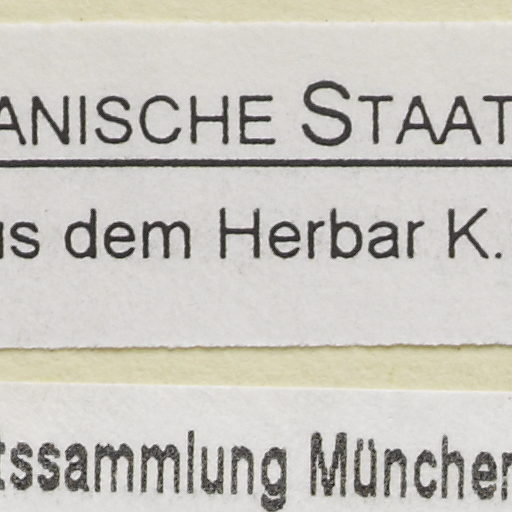 ANISCHE STAAT
us dem Herbar K.
tssammlung München